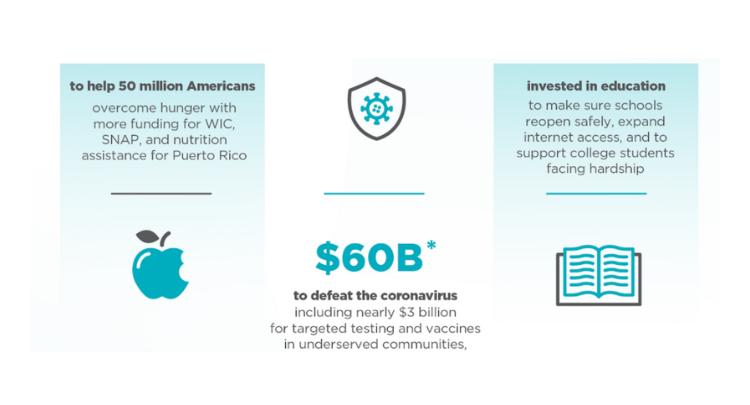 to help 50 million Americans
overcome hunger with
more funding for WIC,
SNAP, and nutrition
assistance for Puerto Rico
$60B*
to defeat the coronavirus
including nearly $3 billion
for targeted testing and vaccines
in underserved communities,
invested in education
to make sure schools
reopen safely, expand
internet access, and to
support college students
facing hardship